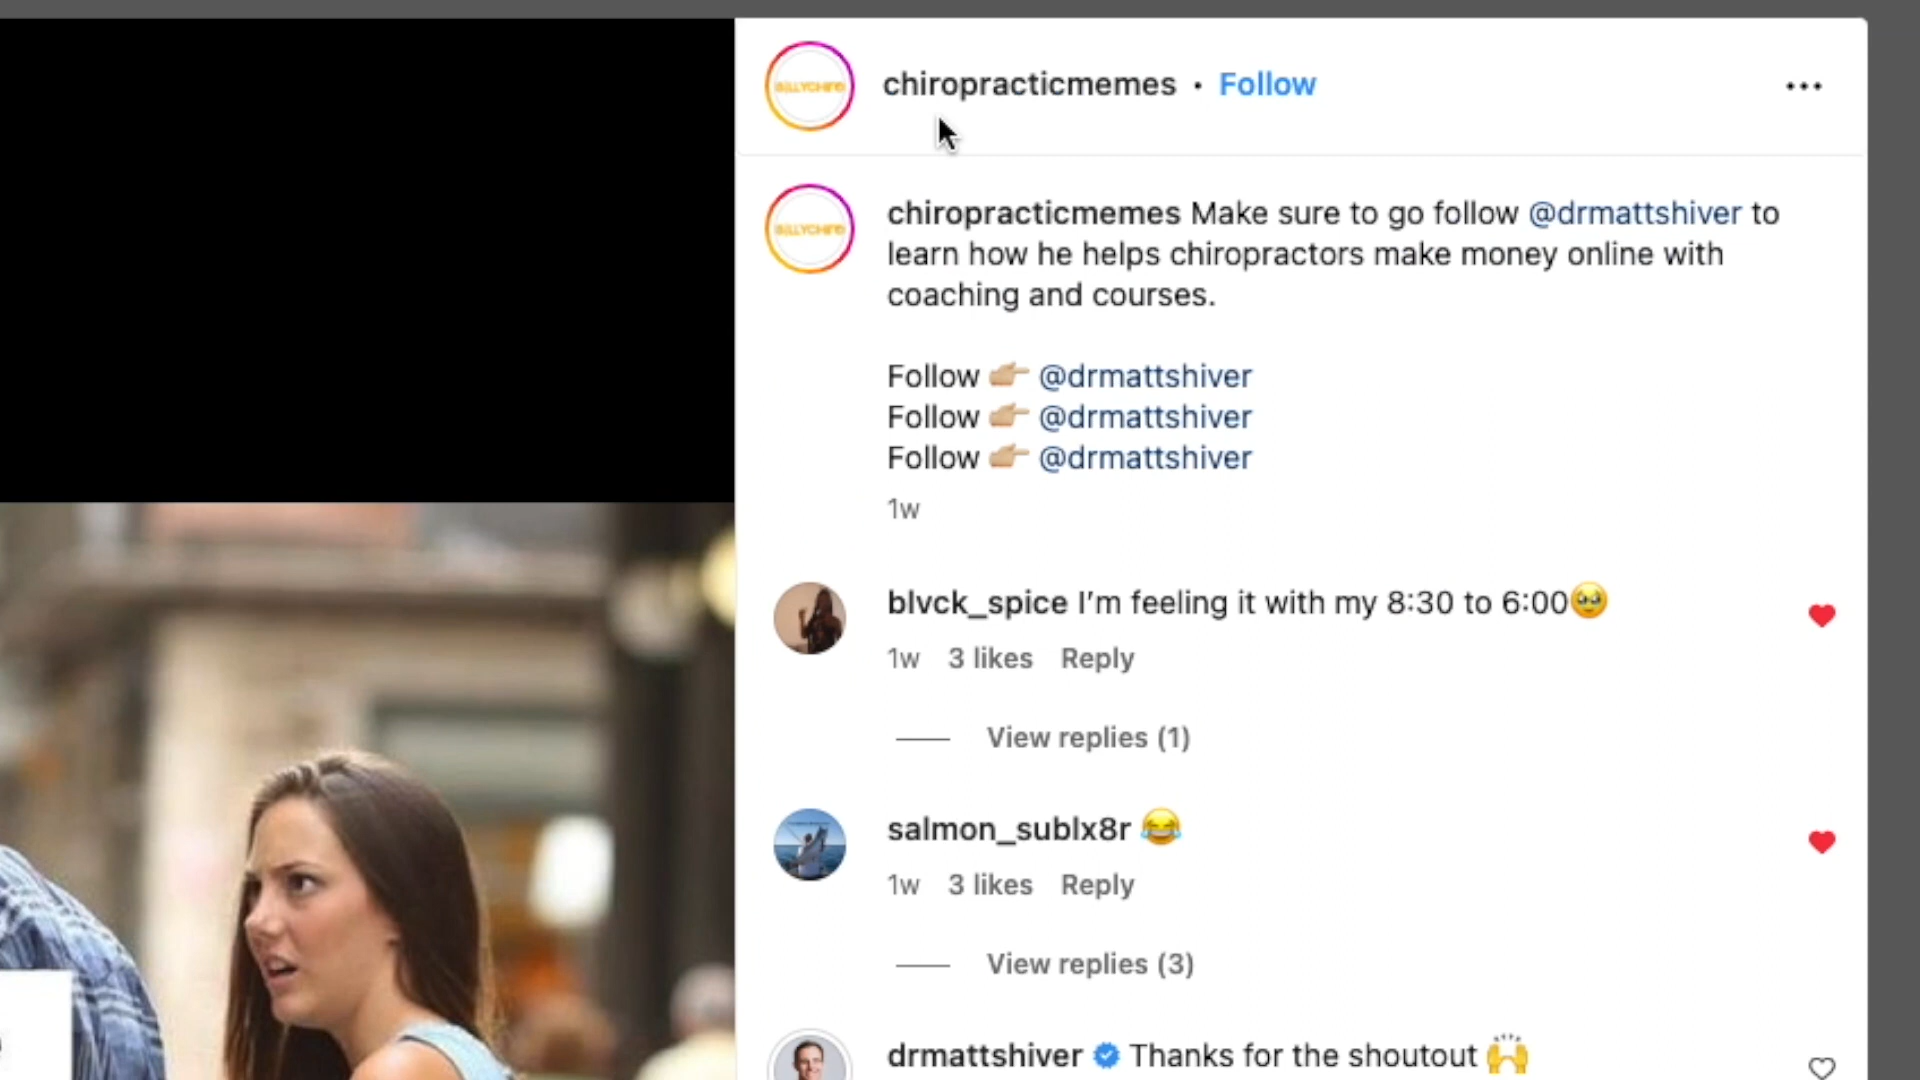 BILLYCHIRO
chiropracticmemes • Follow
BILLYCHIRO
chiropracticmemes Make sure to go follow @drmattshiver to
learn how he helps chiropractors make money online with
coaching and courses.
Follow 👉🏼 @drmattshiver
Follow 👉🏼 @drmattshiver
Follow 👉🏼 @drmattshiver
1w
blvck_spice I’m feeling it with my 8:30 to 6:00🥹
1w 3 likes Reply
View replies (1)
salmon_sublx8r 😂
1w 3 likes Reply
View replies (3)
drmattshiver Thanks for the shoutout 🙌